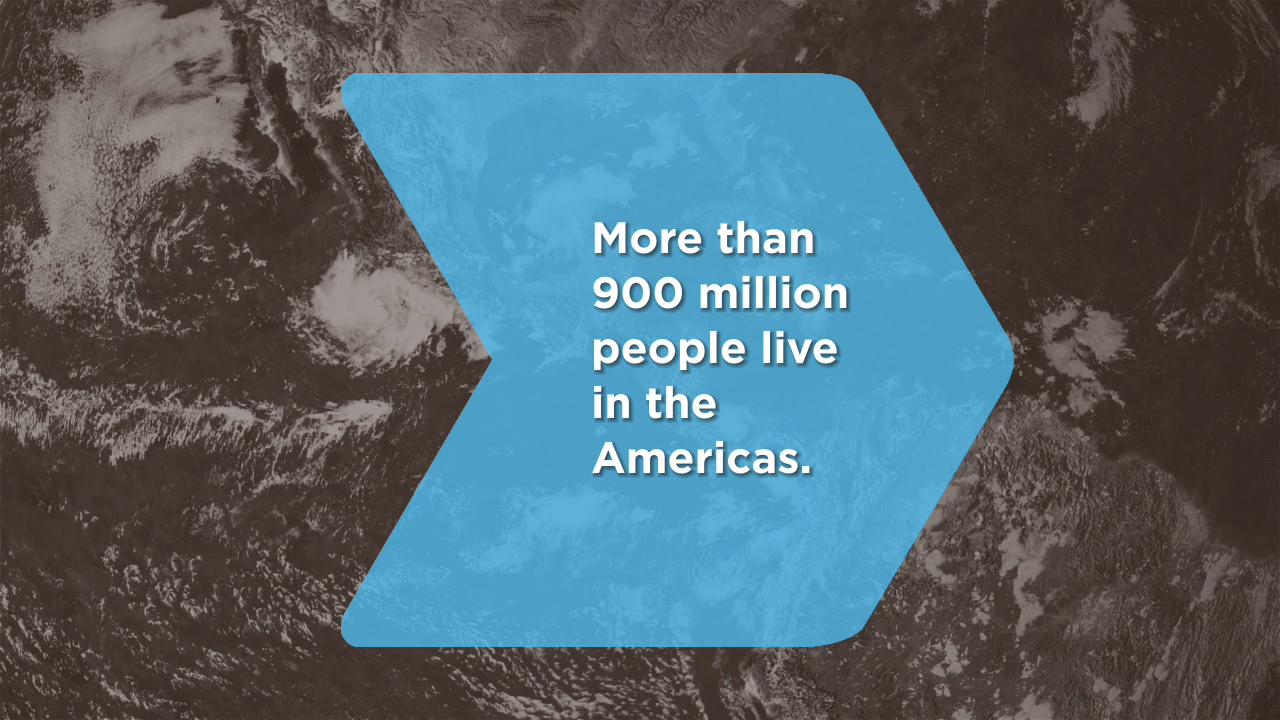 More than
900 million
people live
in the
Americas.